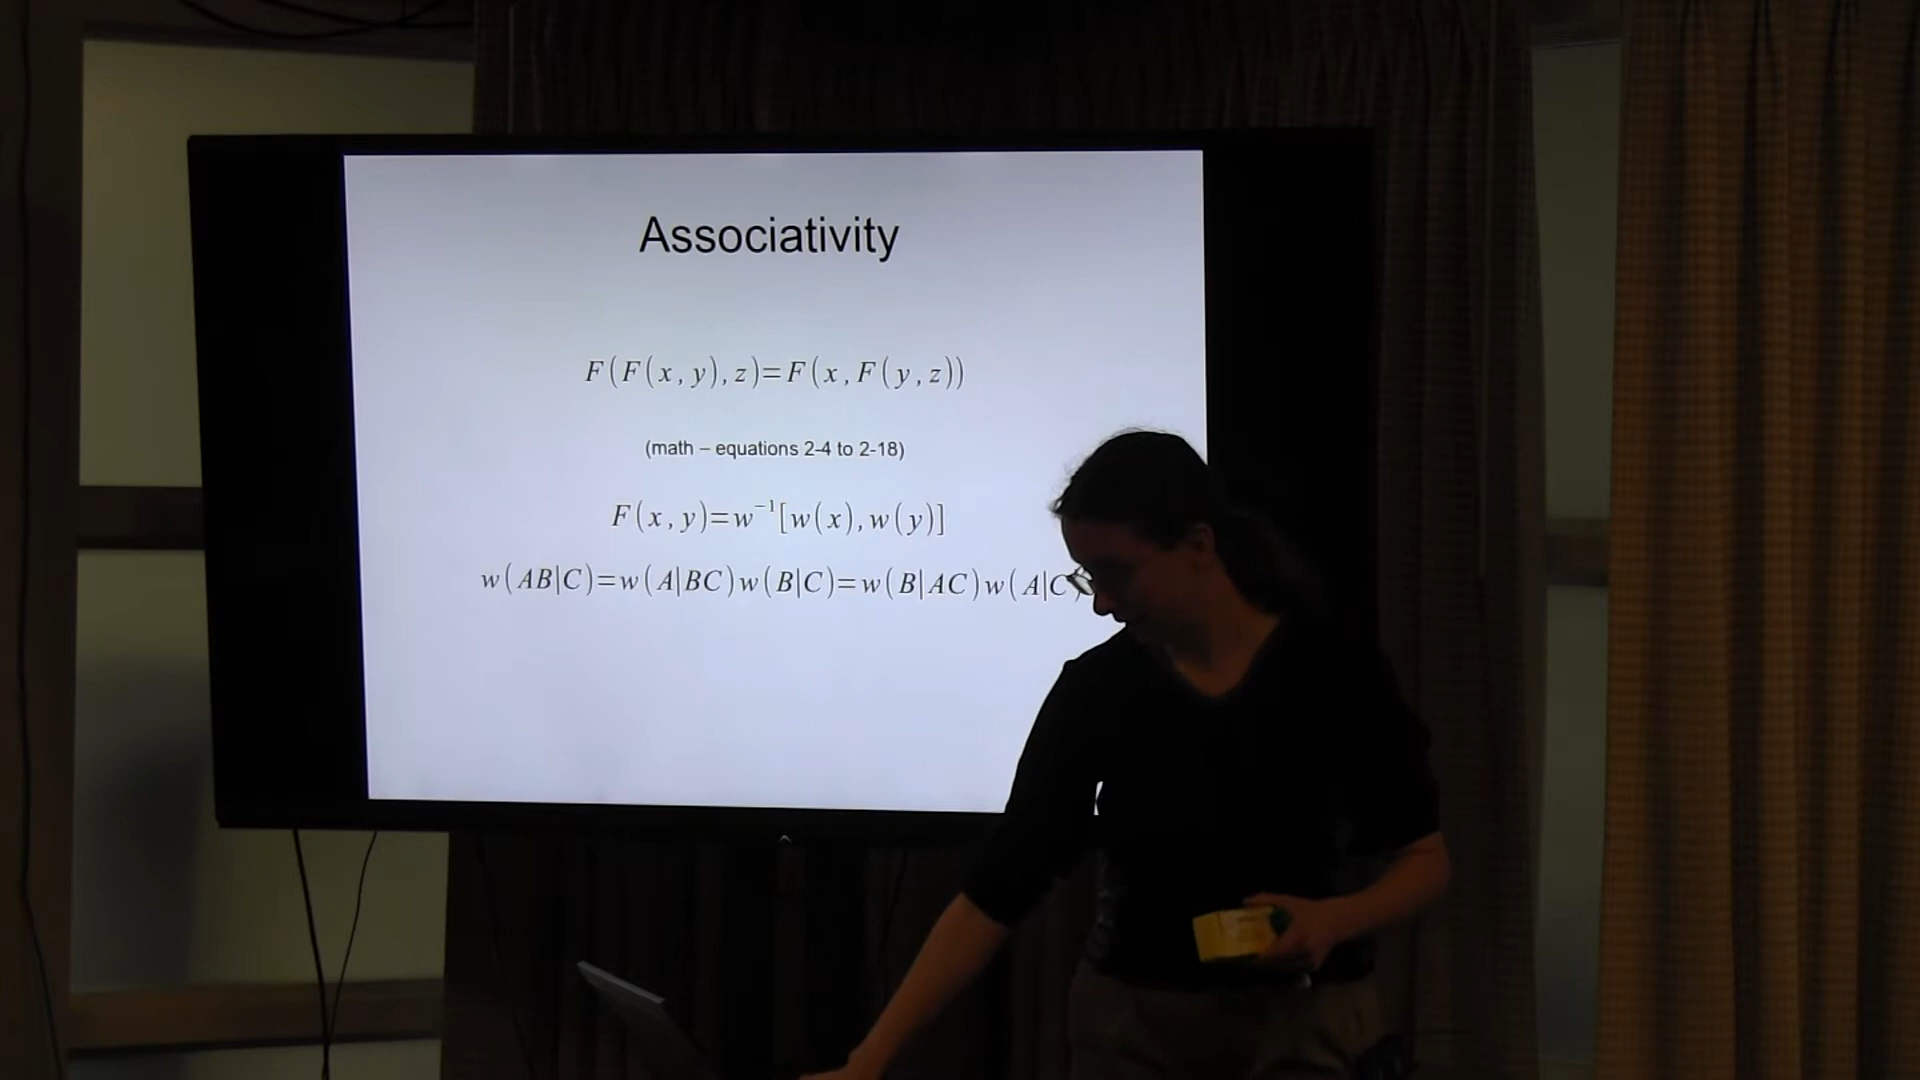 Associativity
F(F(x,y),z)=F(x,F(y,z))
(math – equations 2-4 to 2-18)
F(x,y)=w⁻¹[w(x),w(y)]
w(AB|C)=w(A|BC)w(B|C)=w(B|AC)w(A|C)